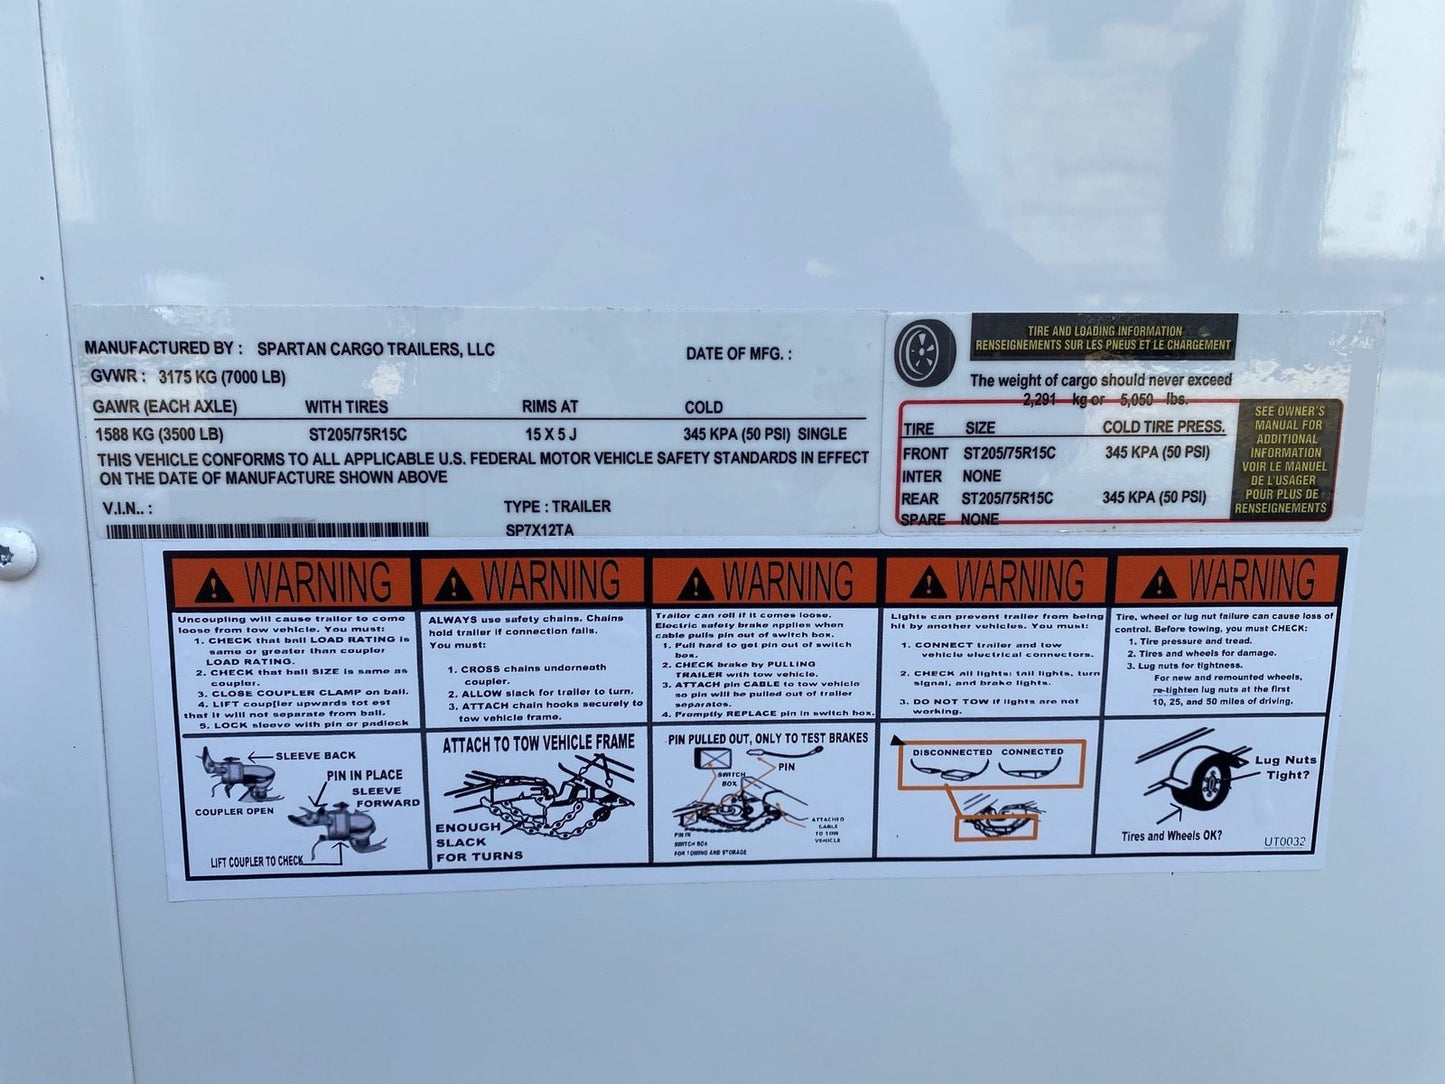 MANUFACTURED BY : SPARTAN CARGO TRAILERS, LLC
DATE OF MFG. :
GVWR : 3175 KG (7000 LB)
GAWR (EACH AXLE) WITH TIRES RIMS AT COLD
1588 KG (3500 LB) ST205/75R15C 15 X 5 J 345 KPA (50 PSI) SINGLE
THIS VEHICLE CONFORMS TO ALL APPLICABLE U.S. FEDERAL MOTOR VEHICLE SAFETY STANDARDS IN EFFECT
ON THE DATE OF MANUFACTURE SHOWN ABOVE
V.I.N.. :
TYPE : TRAILER
SP7X12TA
TIRE AND LOADING INFORMATION
RENSEIGNEMENTS SUR LES PNEUS ET LE CHARGEMENT
The weight of cargo should never exceed
2,291 kg or 5,050 lbs.
TIRE SIZE COLD TIRE PRESS.
FRONT ST205/75R15C 345 KPA (50 PSI)
INTER NONE
REAR ST205/75R15C 345 KPA (50 PSI)
SPARE NONE
SEE OWNER'S
MANUAL FOR
ADDITIONAL
INFORMATION
VOIR LE MANUEL
DE L'USAGER
POUR PLUS DE
RENSEIGNEMENTS
WARNING
Uncoupling will cause trailer to come
loose from tow vehicle. You must:
1. CHECK that ball LOAD RATING is
same or greater than coupler
LOAD RATING.
2. CHECK that ball SIZE is same as
coupler.
3. CLOSE COUPLER CLAMP on ball.
4. LIFT coup[ler upwards tot est
that it will not separate from ball.
5. LOCK sleeve with pin or padlock
SLEEVE BACK
PIN IN PLACE
SLEEVE
FORWARD
COUPLER OPEN
LIFT COUPLER TO CHECK
WARNING
ALWAYS use safety chains. Chains
hold trailer if connection fails.
You must:
1. CROSS chains underneath
coupler.
2. ALLOW slack for trailer to turn.
3. ATTACH chain hooks securely to
tow vehicle frame.
ATTACH TO TOW VEHICLE FRAME
ENOUGH
SLACK
FOR TURNS
WARNING
Trailer can roll if it comes loose.
Electric safety brake applies when
cable pulls pin out of switch box.
1. Pull hard to get pin out of switch
box.
2. CHECK brake by PULLING
TRAILER with tow vehicle.
3. ATTACH pin CABLE to tow vehicle
so pin will be pulled out of trailer
separates.
4. Promptly REPLACE pin in switch box.
PIN PULLED OUT, ONLY TO TEST BRAKES
PIN
SWITCH
BOX
PIN IN
SWITCH BOX
FOR TOWING AND STORAGE
ATTACHED
CABLE
TO TOW
VEHICLE
WARNING
Lights can prevent trailer from being
hit by another vehicles. You must:
1. CONNECT trailer and tow
vehicle electrical connectors.
2. CHECK all lights: tail lights, turn
signal, and brake lights.
3. DO NOT TOW if lights are not
working.
DISCONNECTED CONNECTED
WARNING
Tire, wheel or lug nut failure can cause loss of
control. Before towing, you must CHECK:
1. Tire pressure and tread.
2. Tires and wheels for damage.
3. Lug nuts for tightness.
For new and remounted wheels,
re-tighten lug nuts at the first
10, 25, and 50 miles of driving.
Lug Nuts
Tight?
Tires and Wheels OK?
UT0032